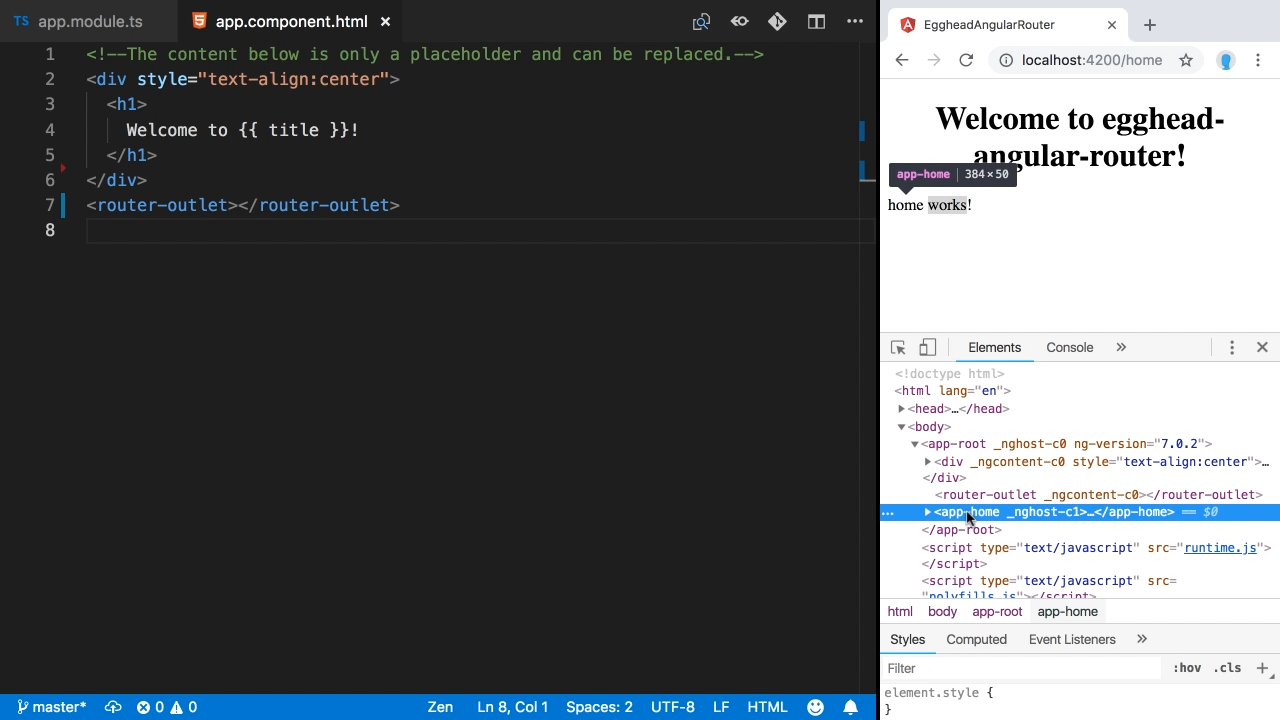 TS app.module.ts
app.component.html
1 <!--The content below is only a placeholder and can be replaced.-->
2 <div style="text-align:center">
3 <h1>
4 Welcome to {{ title }}!
5 </h1>
6 </div>
7 <router-outlet></router-outlet>
8
master* 0 0 Zen Ln 8, Col 1 Spaces: 2 UTF-8 LF HTML
EggheadAngularRouter
localhost:4200/home
Welcome to egghead-
angular-router!
app-home 384×50
home works!
Elements Console »
<!doctype html>
<html lang="en">
<head>…</head>
<body>
<app-root _nghost-c0 ng-version="7.0.2">
<div _ngcontent-c0 style="text-align:center">…
</div>
<router-outlet _ngcontent-c0></router-outlet>
... <app-home _nghost-c1>…</app-home> == $0
</app-root>
<script type="text/javascript" src="runtime.js">
</script>
<script type="text/javascript" src=
"polyfills.js"></script>
html body app-root app-home
Styles Computed Event Listeners »
Filter :hov .cls +
element.style {
}